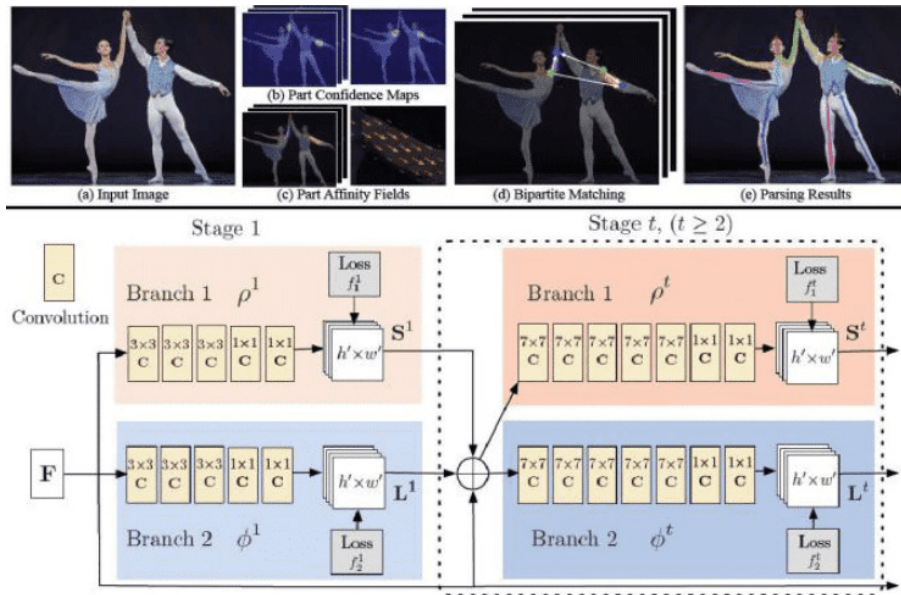 (b) Part Confidence Maps
(a) Input Image
(c) Part Affinity Fields
(d) Bipartite Matching
(e) Parsing Results
Stage 1
Stage t, (t ≥ 2)
C
Convolution
Branch 1 ρ¹
Loss
f₁¹
3×3 C 3×3 C 3×3 C 1×1 C 1×1 C
h′×w′
S¹
Branch 1 ρᵗ
Loss
f₁ᵗ
7×7 C 7×7 C 7×7 C 7×7 C 7×7 C 1×1 C 1×1 C
h′×w′
Sᵗ
F
3×3 C 3×3 C 3×3 C 1×1 C 1×1 C
h′×w′
L¹
Branch 2 ϕ¹
Loss
f₂¹
7×7 C 7×7 C 7×7 C 7×7 C 7×7 C 1×1 C 1×1 C
h′×w′
Lᵗ
Branch 2 ϕᵗ
Loss
f₂ᵗ